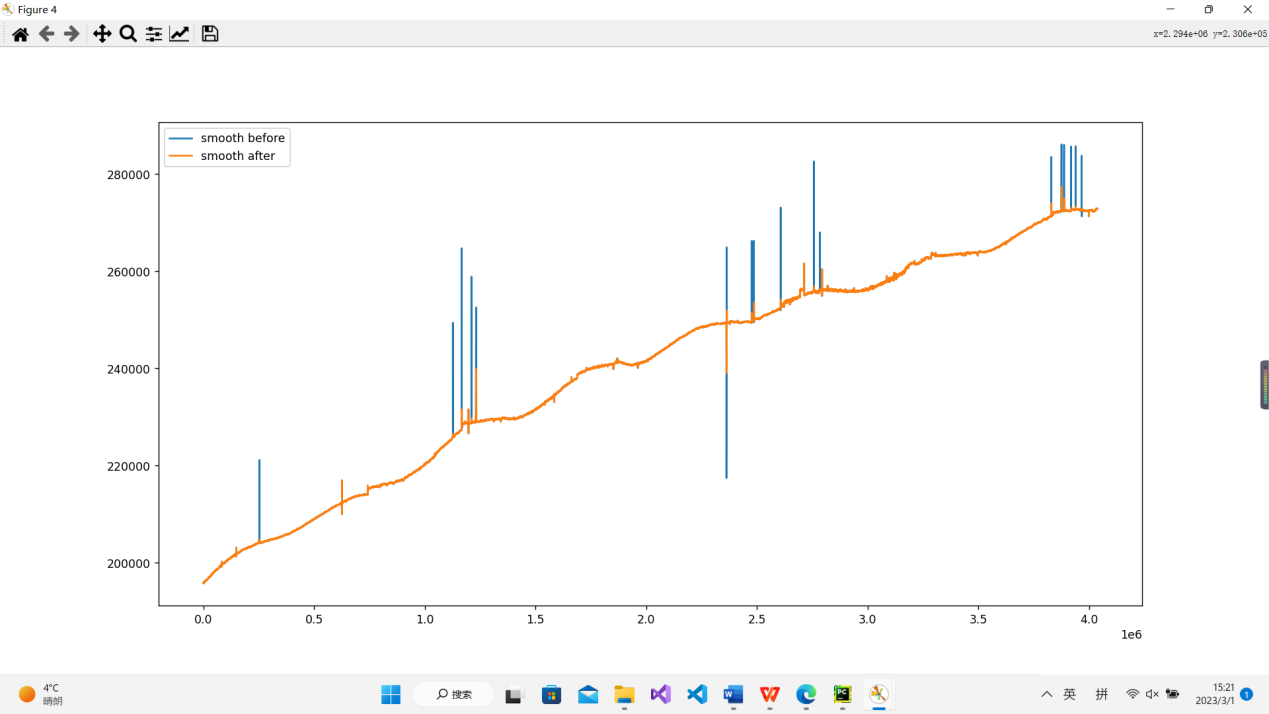 Figure 4
x=2.294e+06 y=2.306e+05
smooth before
smooth after
280000
260000
240000
220000
200000
0.0 0.5 1.0 1.5 2.0 2.5 3.0 3.5 4.0
1e6
4°C
晴朗
搜索
PC
英
拼
15:21
2023/3/1
1